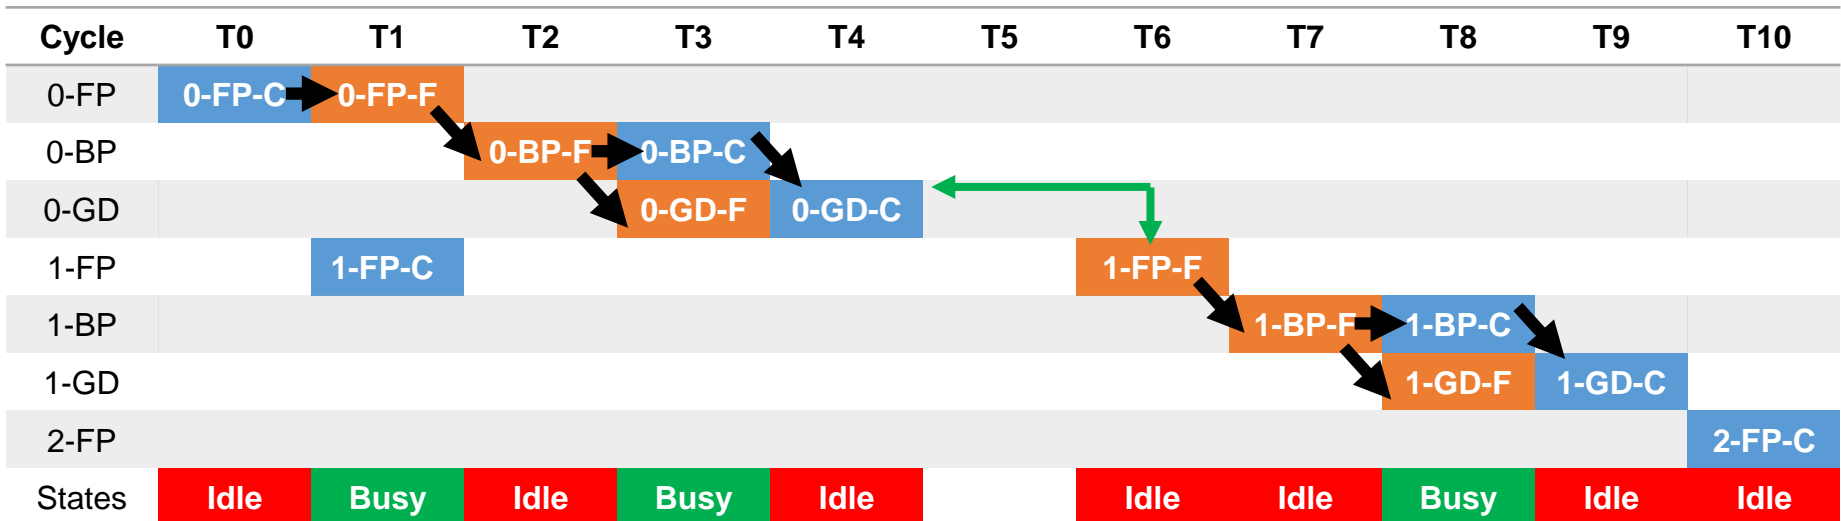 Cycle T0 T1 T2 T3 T4 T5 T6 T7 T8 T9 T10
0-FP 0-FP-C 0-FP-F
0-BP 0-BP-F 0-BP-C
0-GD 0-GD-F 0-GD-C
1-FP 1-FP-C 1-FP-F
1-BP 1-BP-F 1-BP-C
1-GD 1-GD-F 1-GD-C
2-FP 2-FP-C
States Idle Busy Idle Busy Idle Idle Idle Busy Idle Idle